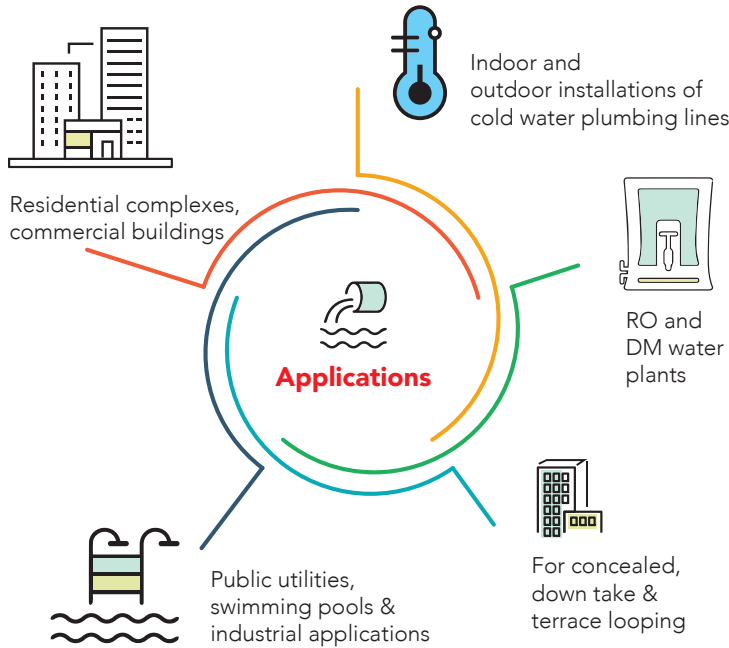 Indoor and
outdoor installations of
cold water plumbing lines
Residential complexes,
commercial buildings
RO and
DM water
plants
Applications
For concealed,
down take &
terrace looping
Public utilities,
swimming pools &
industrial applications